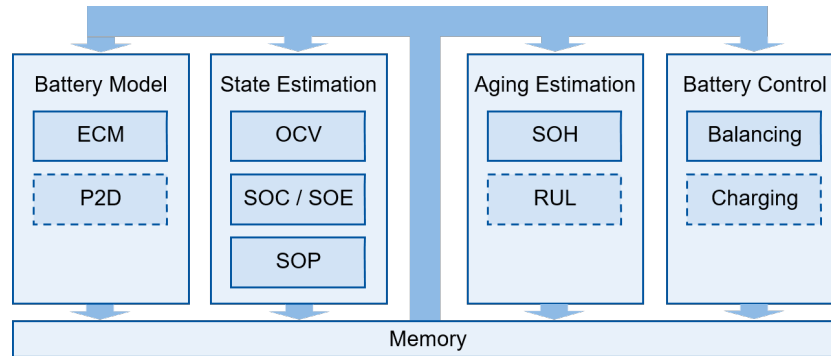 Battery Model
ECM
P2D
State Estimation
OCV
SOC / SOE
SOP
Aging Estimation
SOH
RUL
Battery Control
Balancing
Charging
Memory